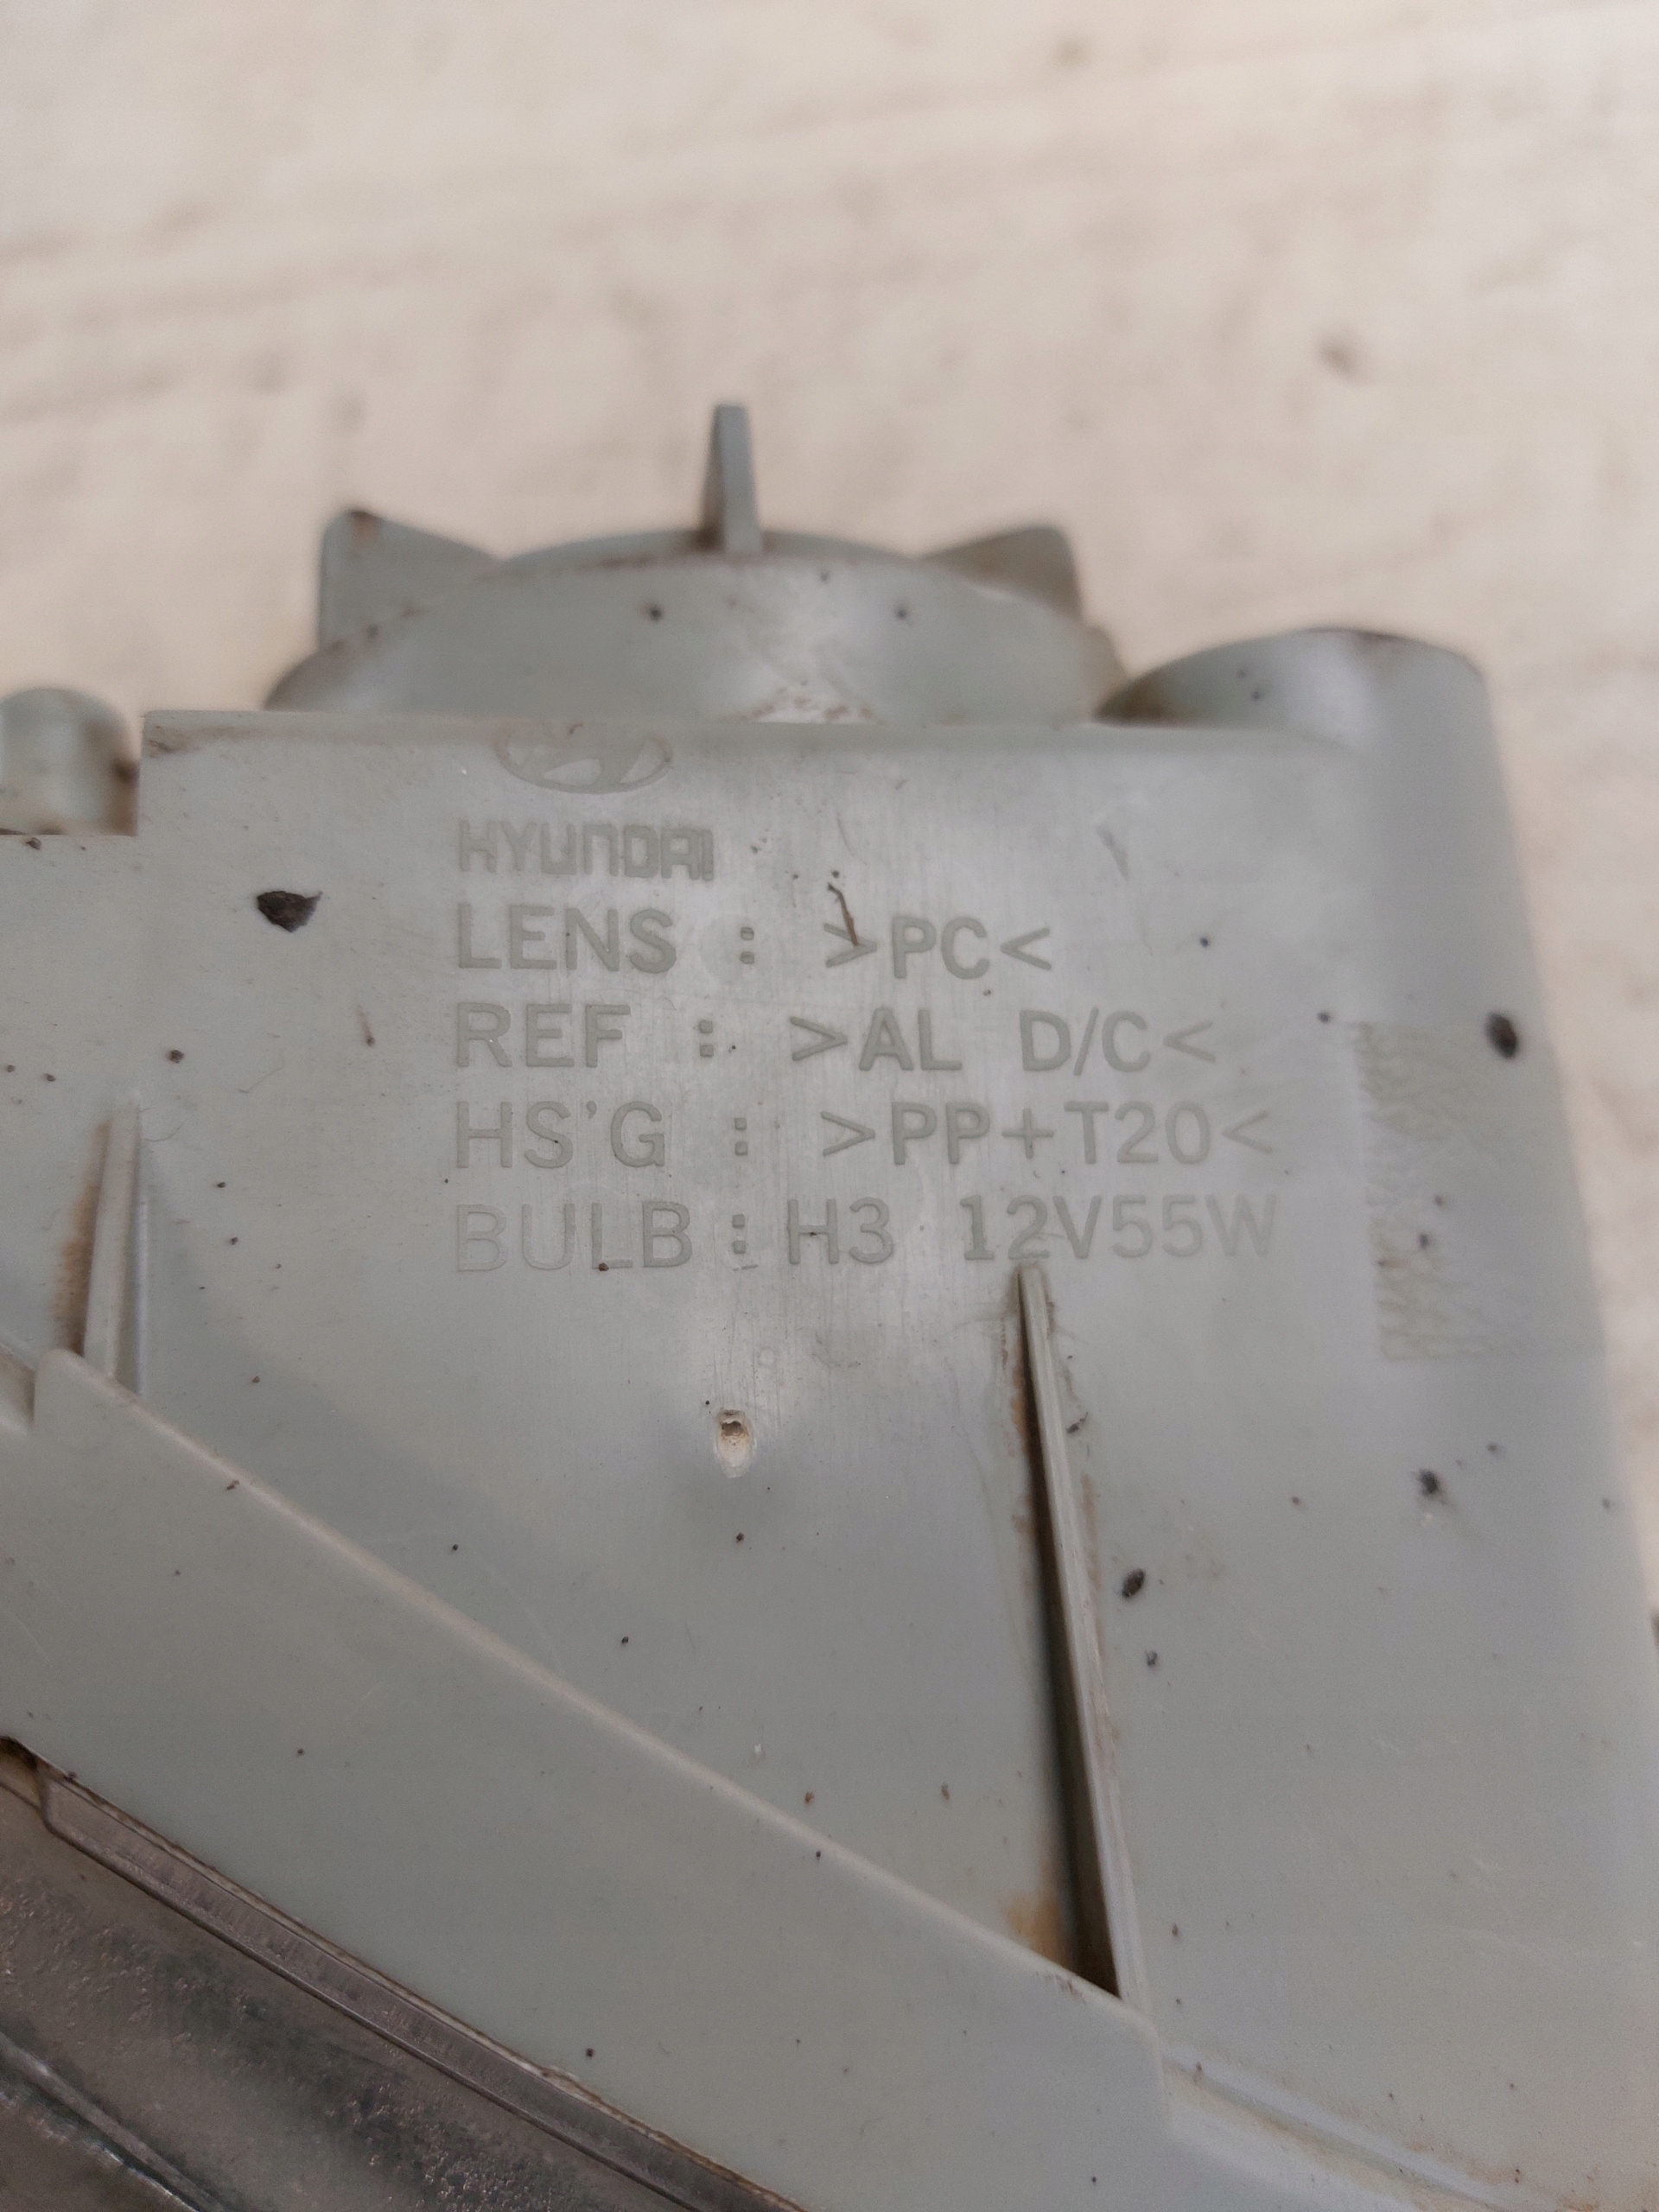 HYUNDAI
LENS : >PC<
REF : >AL D/C<
HS'G : >PP+T20<
BULB : H3 12V55W